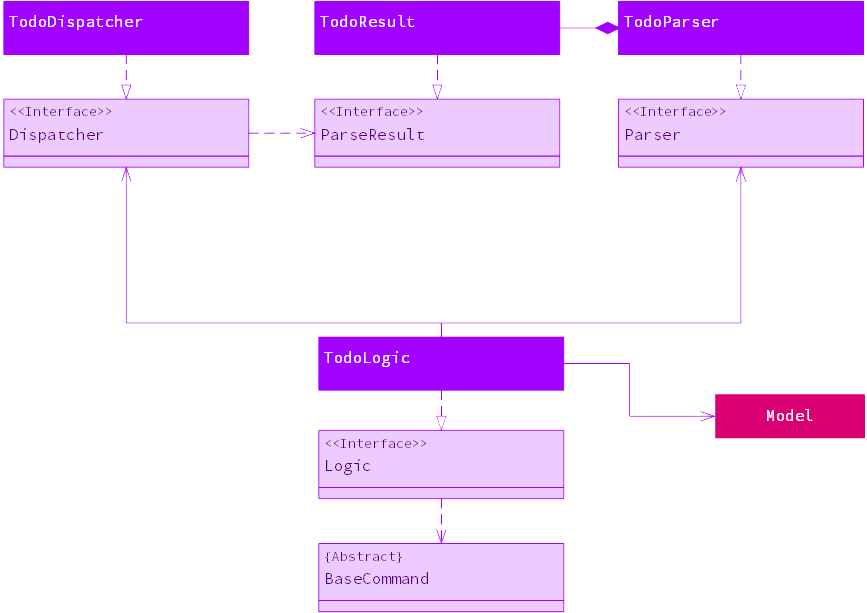 TodoDispatcher
TodoResult
TodoParser
<<Interface>>
Dispatcher
<<Interface>>
ParseResult
<<Interface>>
Parser
TodoLogic
Model
<<Interface>>
Logic
{Abstract}
BaseCommand